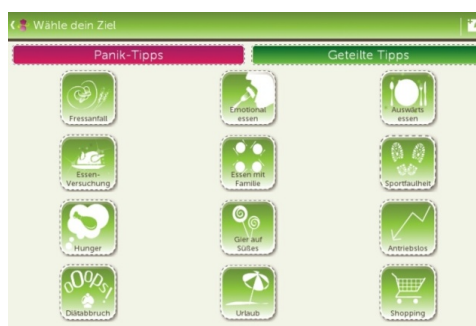 Wähle dein Ziel
Panik-Tipps
Geteilte Tipps
Fressanfall
Emotional
essen
Auswärts
essen
Essen-
Versuchung
Essen mit
Familie
Sportfaulheit
Hunger
Gier auf
Süßes
Antriebslos
OOOps!
Diätabbruch
Urlaub
Shopping